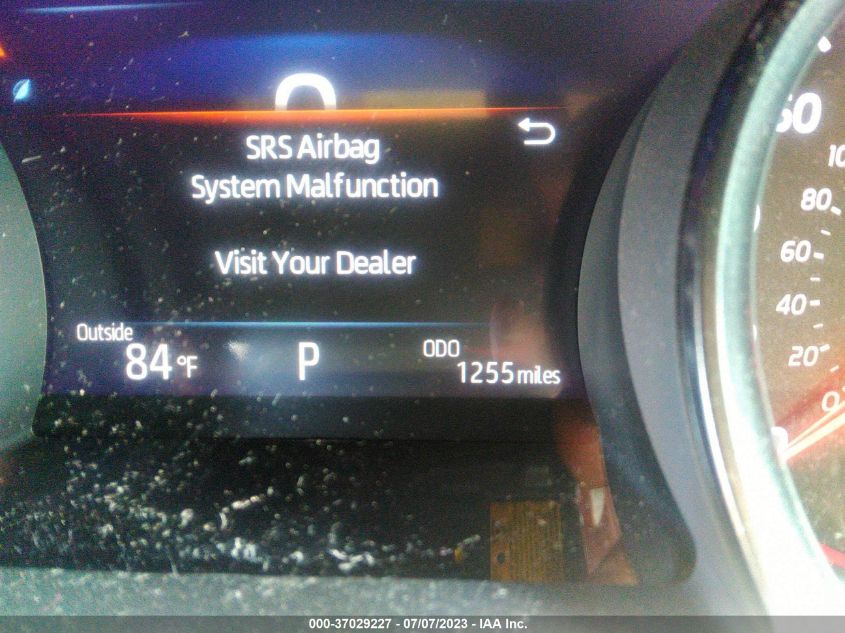 SRS Airbag
System Malfunction
Visit Your Dealer
Outside
84°F
P
ODO
1255 miles
80
60
40
20
0
000-37029227 - 07/07/2023 - IAA Inc.